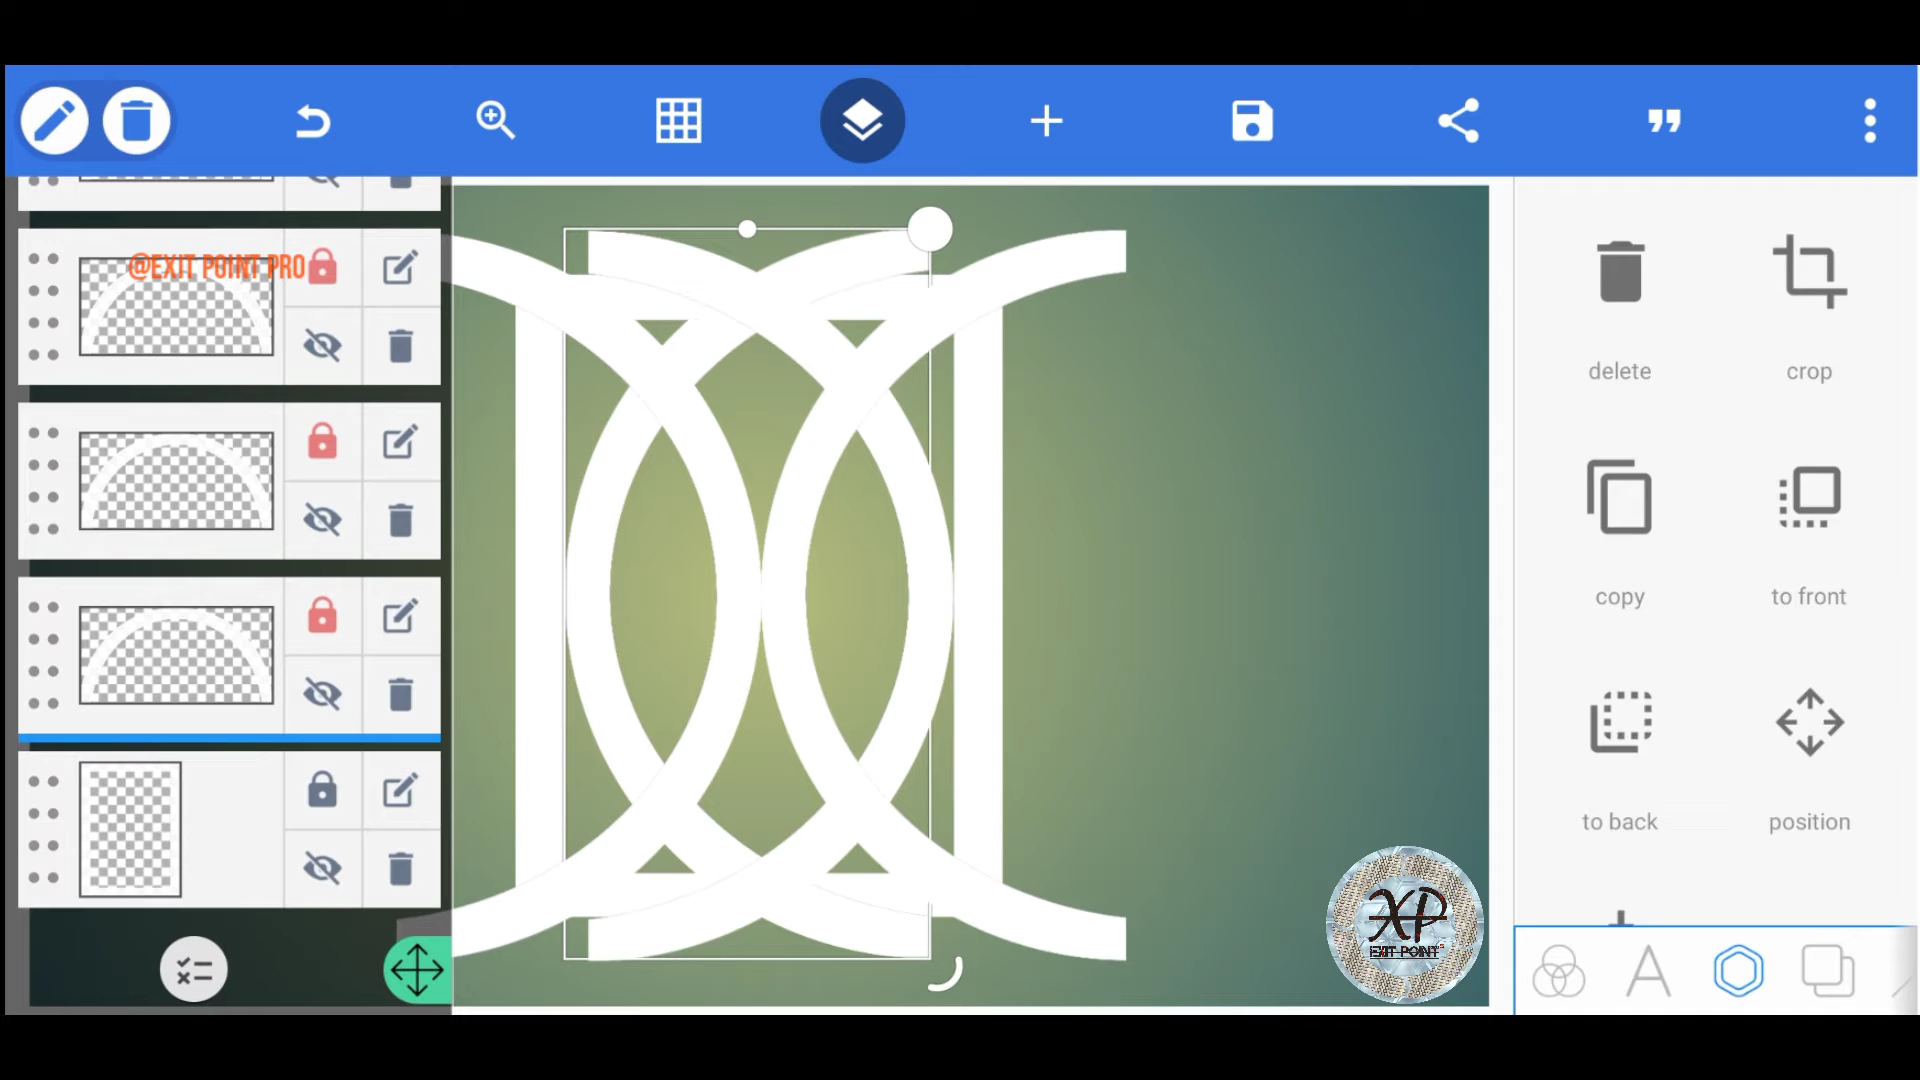 @EXIT POINT PRO
delete
crop
copy
to front
to back
position
XP
EXIT POINT